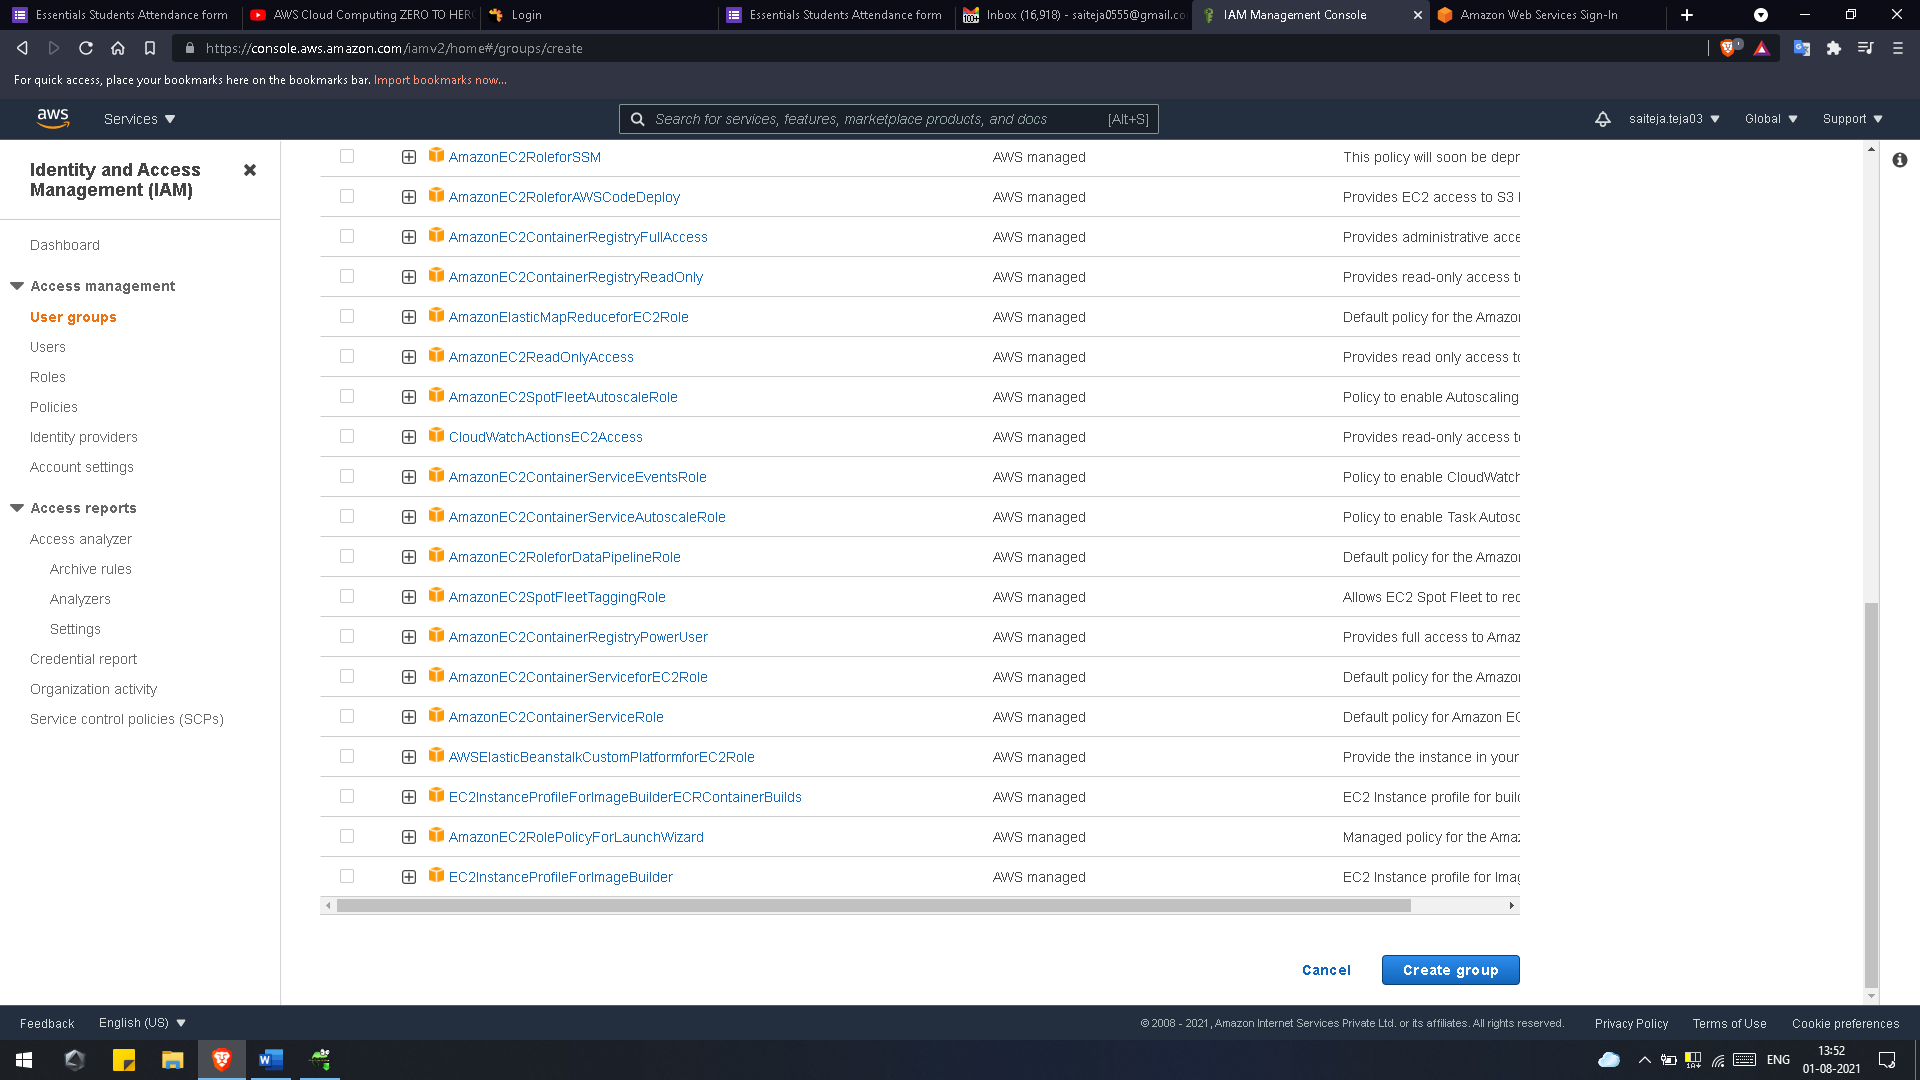 Essentials Students Attendance form
AWS Cloud Computing ZERO TO HER
Login
Essentials Students Attendance form
100+
Inbox (16,918) - saiteja0555@gmail.co
IAM Management Console
Amazon Web Services Sign-In
https://console.aws.amazon.com/iamv2/home#/groups/create
For quick access, place your bookmarks here on the bookmarks bar. Import bookmarks now...
aws
Services
Search for services, features, marketplace products, and docs
[Alt+S]
saiteja.teja03
Global
Support
Identity and Access
Management (IAM)
Dashboard
Access management
User groups
Users
Roles
Policies
Identity providers
Account settings
Access reports
Access analyzer
Archive rules
Analyzers
Settings
Credential report
Organization activity
Service control policies (SCPs)
AmazonEC2RoleforSSM AWS managed This policy will soon be depr
AmazonEC2RoleforAWSCodeDeploy AWS managed Provides EC2 access to S3
AmazonEC2ContainerRegistryFullAccess AWS managed Provides administrative acce
AmazonEC2ContainerRegistryReadOnly AWS managed Provides read-only access to
AmazonElasticMapReduceforEC2Role AWS managed Default policy for the Amazon
AmazonEC2ReadOnlyAccess AWS managed Provides read only access to
AmazonEC2SpotFleetAutoscaleRole AWS managed Policy to enable Autoscaling
CloudWatchActionsEC2Access AWS managed Provides read-only access to
AmazonEC2ContainerServiceEventsRole AWS managed Policy to enable CloudWatch
AmazonEC2ContainerServiceAutoscaleRole AWS managed Policy to enable Task Autosc
AmazonEC2RoleforDataPipelineRole AWS managed Default policy for the Amazon
AmazonEC2SpotFleetTaggingRole AWS managed Allows EC2 Spot Fleet to rec
AmazonEC2ContainerRegistryPowerUser AWS managed Provides full access to Amaz
AmazonEC2ContainerServiceforEC2Role AWS managed Default policy for the Amazon
AmazonEC2ContainerServiceRole AWS managed Default policy for Amazon EC
AWSElasticBeanstalkCustomPlatformforEC2Role AWS managed Provide the instance in your
EC2InstanceProfileForImageBuilderECRContainerBuilds AWS managed EC2 Instance profile for build
AmazonEC2RolePolicyForLaunchWizard AWS managed Managed policy for the Amaz
EC2InstanceProfileForImageBuilder AWS managed EC2 Instance profile for Imag
Cancel
Create group
Feedback
English (US)
© 2008 - 2021, Amazon Internet Services Private Ltd. or its affiliates. All rights reserved.
Privacy Policy
Terms of Use
Cookie preferences
ENG
13:52
01-08-2021